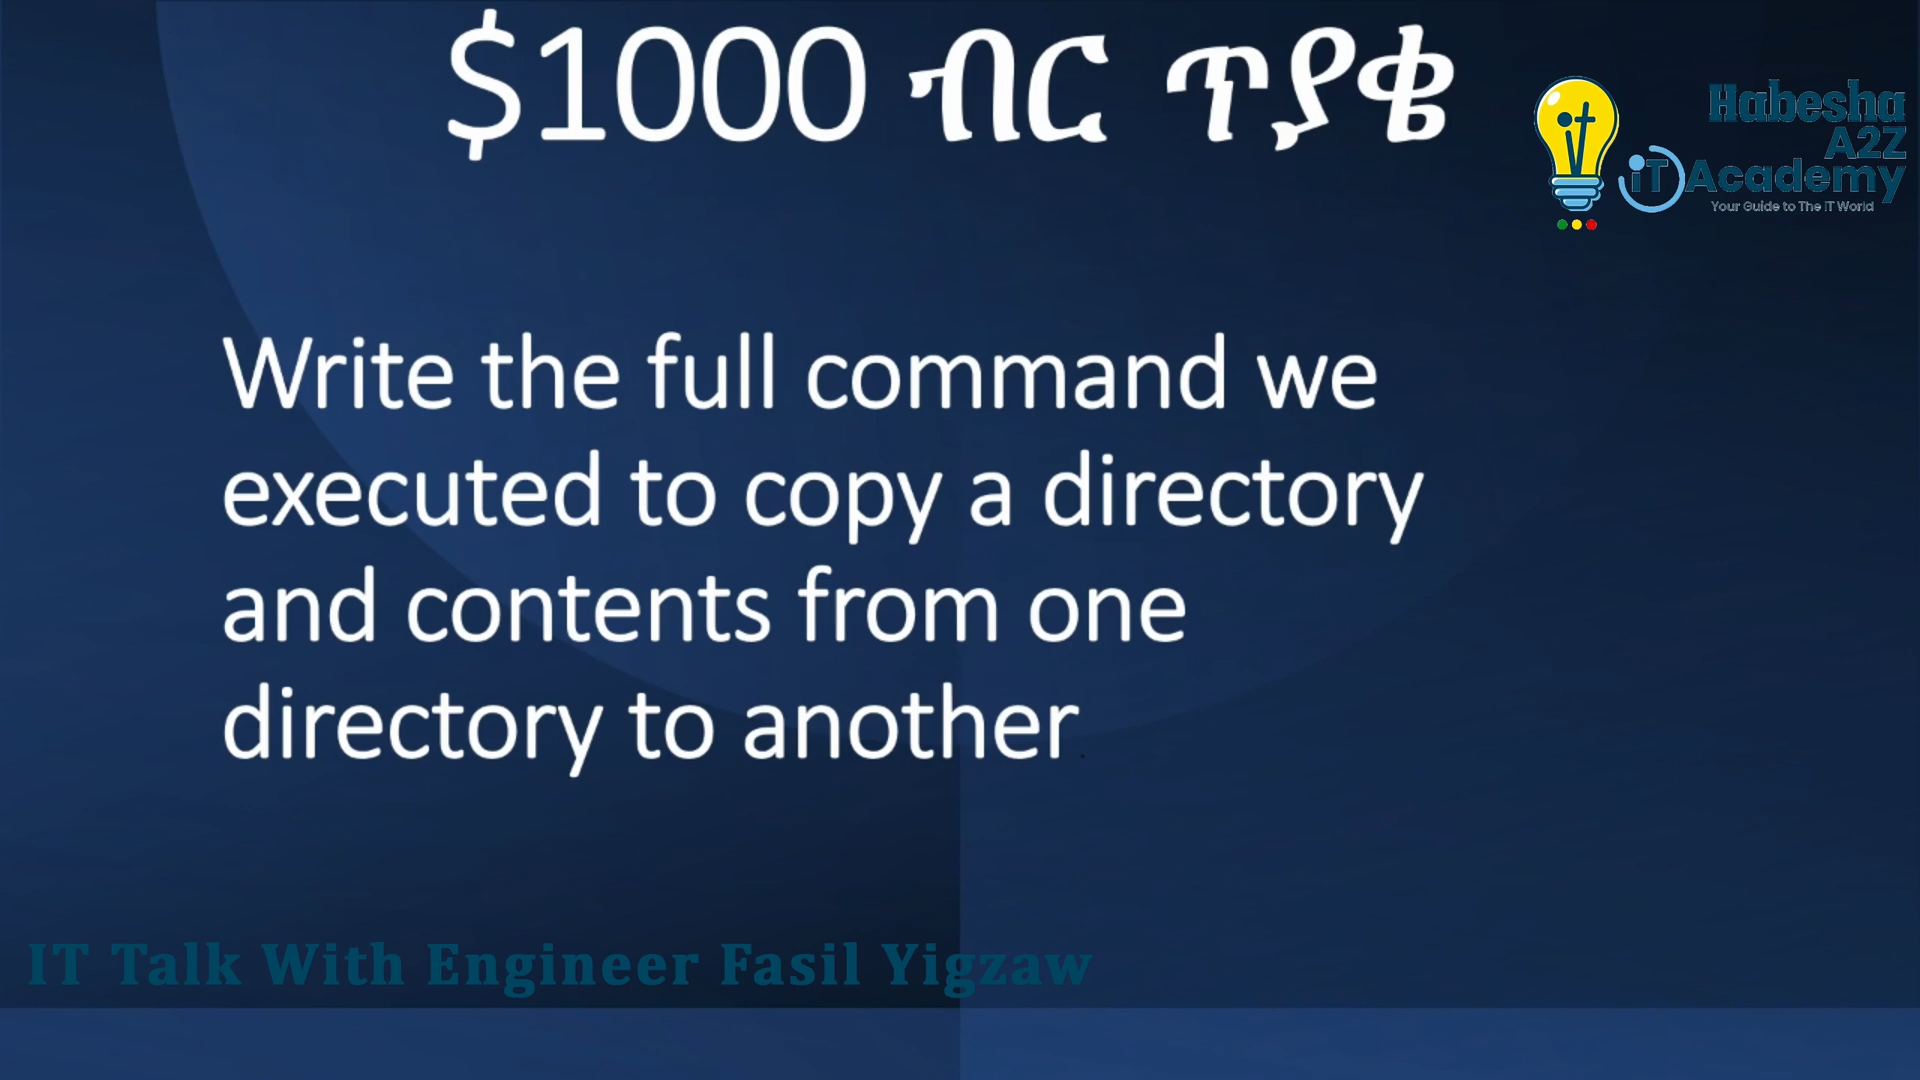 $1000 ብር ጥያቄ
it
Habesha
A2Z
iT Academy
Your Guide to The IT World
Write the full command we
executed to copy a directory
and contents from one
directory to another
IT Talk With Engineer Fasil Yigzaw